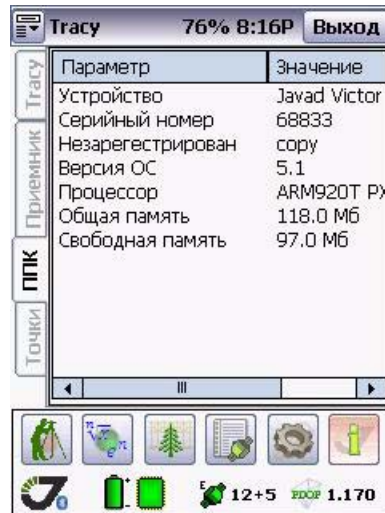 Tracy 76% 8:16P Выход
Tracy
Приемник
ППК
Точки
Параметр Значение
Устройство Javad Victor
Серийный номер 68833
Незарегестрирован copy
Версия ОС 5.1
Процессор ARM920T PX
Общая память 118.0 Мб
Свободная память 97.0 Мб
12+5 PDOP 1.170